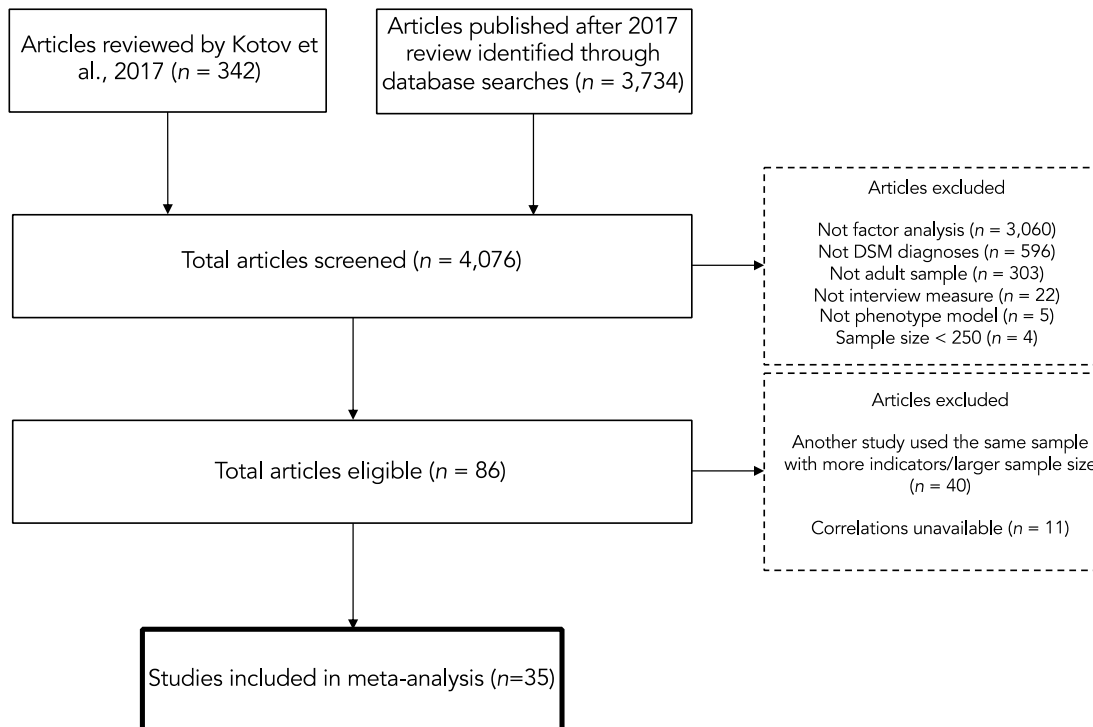 Articles reviewed by Kotov et
al., 2017 (n = 342)
Articles published after 2017
review identified through
database searches (n = 3,734)
Total articles screened (n = 4,076)
Articles excluded
Not factor analysis (n = 3,060)
Not DSM diagnoses (n = 596)
Not adult sample (n = 303)
Not interview measure (n = 22)
Not phenotype model (n = 5)
Sample size < 250 (n = 4)
Total articles eligible (n = 86)
Articles excluded
Another study used the same sample
with more indicators/larger sample size
(n = 40)
Correlations unavailable (n = 11)
Studies included in meta-analysis (n=35)